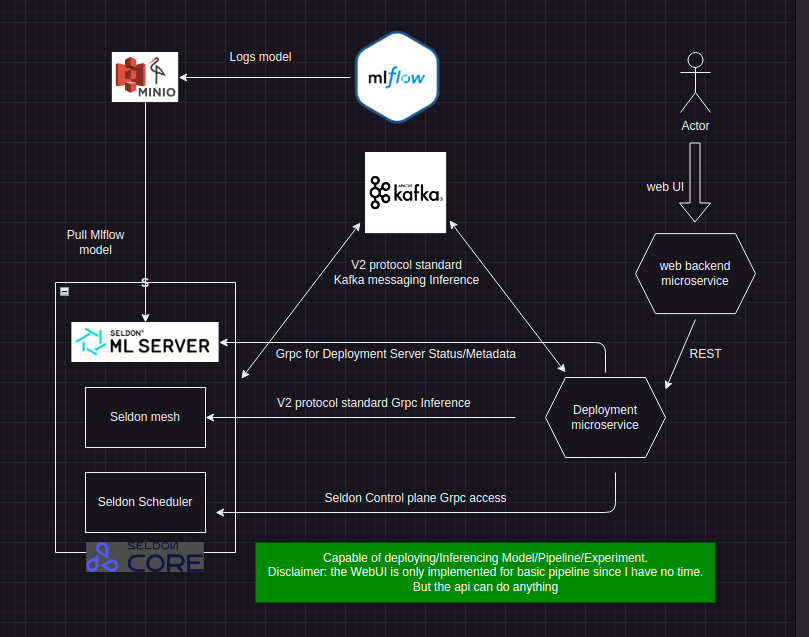 Logs model
mlflow
MINIO
Actor
web UI
APACHE
kafka
Pull Mlflow
model
web backend
microservice
V2 protocol standard
Kafka messaging Inference
S
SELDON
ML SERVER
Grpc for Deployment Server Status/Metadata
REST
Seldon mesh
V2 protocol standard Grpc Inference
Deployment
microservice
Seldon Scheduler
Seldon Control plane Grpc access
SELDON
CORE
Capable of deploying/Inferencing Model/Pipeline/Experiment.
Disclaimer: the WebUI is only implemented for basic pipeline since I have no time.
But the api can do anything